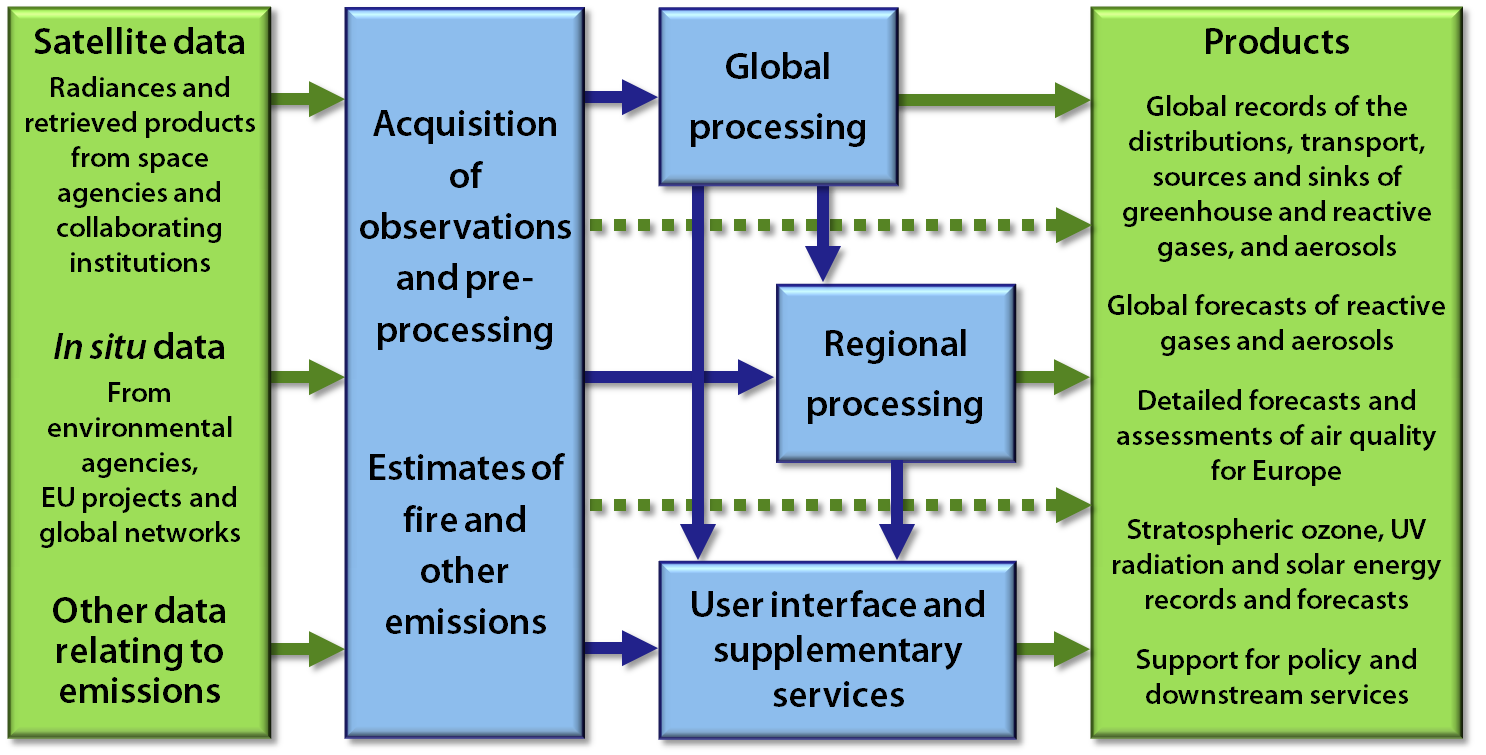 Satellite data
Radiances and
retrieved products
from space
agencies and
collaborating
institutions
In situ data
From
environmental
agencies,
EU projects and
global networks
Other data
relating to
emissions
Acquisition
of
observations
and pre-
processing
Estimates of
fire and
other
emissions
Global
processing
Regional
processing
User interface and
supplementary
services
Products
Global records of the
distributions, transport,
sources and sinks of
greenhouse and reactive
gases, and aerosols
Global forecasts of reactive
gases and aerosols
Detailed forecasts and
assessments of air quality
for Europe
Stratospheric ozone, UV
radiation and solar energy
records and forecasts
Support for policy and
downstream services